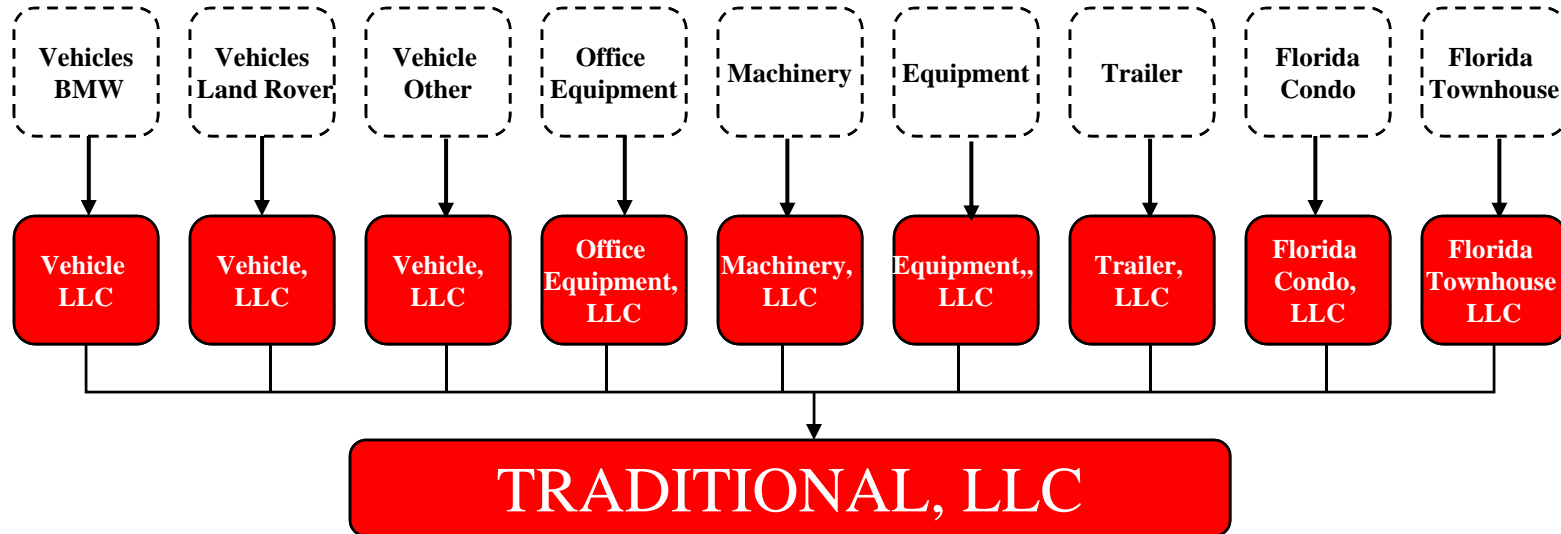 Vehicles
BMW
Vehicles
Land Rover
Vehicle
Other
Office
Equipment
Machinery
Equipment
Trailer
Florida
Condo
Florida
Townhouse
Vehicle
LLC
Vehicle,
LLC
Vehicle,
LLC
Office
Equipment,
LLC
Machinery,
LLC
Equipment,,
LLC
Trailer,
LLC
Florida
Condo,
LLC
Florida
Townhouse
LLC
TRADITIONAL, LLC